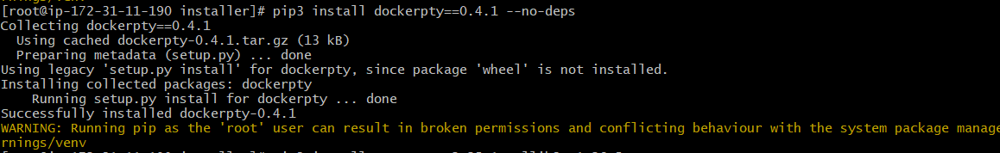 rnings/venv
[root@ip-172-31-11-190 installer]# pip3 install dockerpty==0.4.1 --no-deps
Collecting dockerpty==0.4.1
  Using cached dockerpty-0.4.1.tar.gz (13 kB)
  Preparing metadata (setup.py) ... done
Using legacy 'setup.py install' for dockerpty, since package 'wheel' is not installed.
Installing collected packages: dockerpty
    Running setup.py install for dockerpty ... done
Successfully installed dockerpty-0.4.1
WARNING: Running pip as the 'root' user can result in broken permissions and conflicting behaviour with the system package manage
rnings/venv